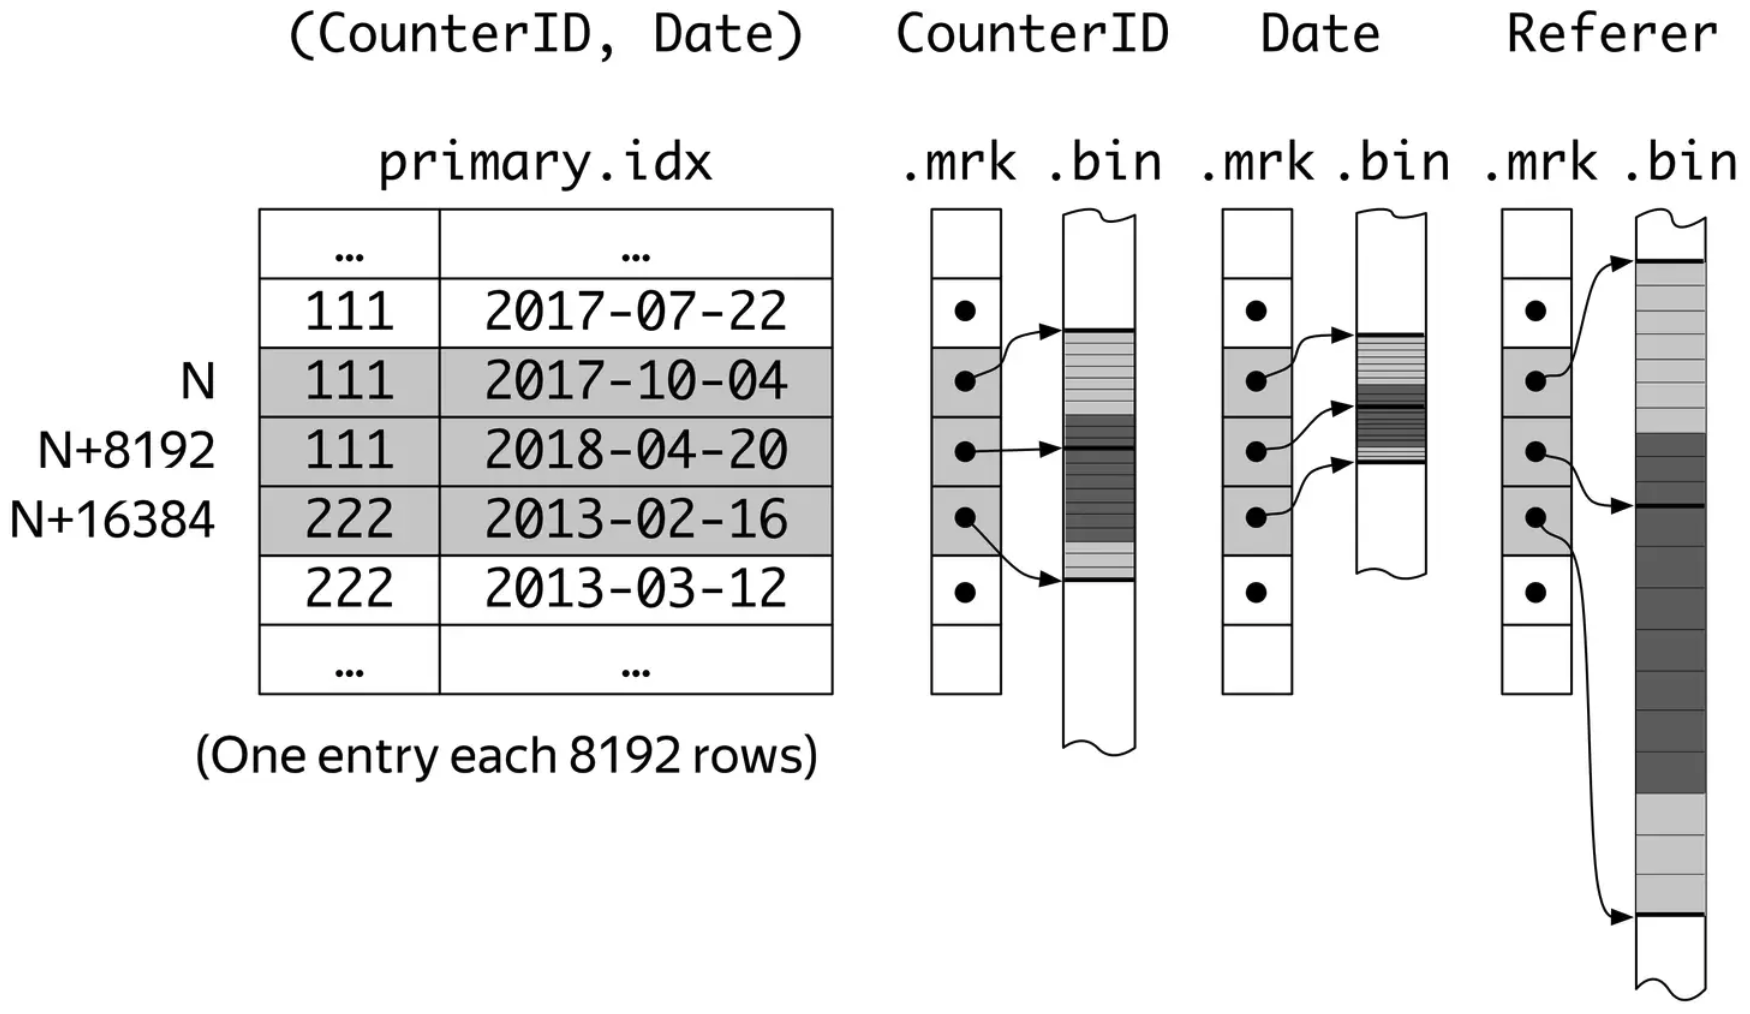 (CounterID, Date) CounterID Date Referer
primary.idx .mrk .bin .mrk .bin .mrk .bin
... ...
111 2017-07-22
N 111 2017-10-04
N+8192 111 2018-04-20
N+16384 222 2013-02-16
222 2013-03-12
... ...
(One entry each 8192 rows)